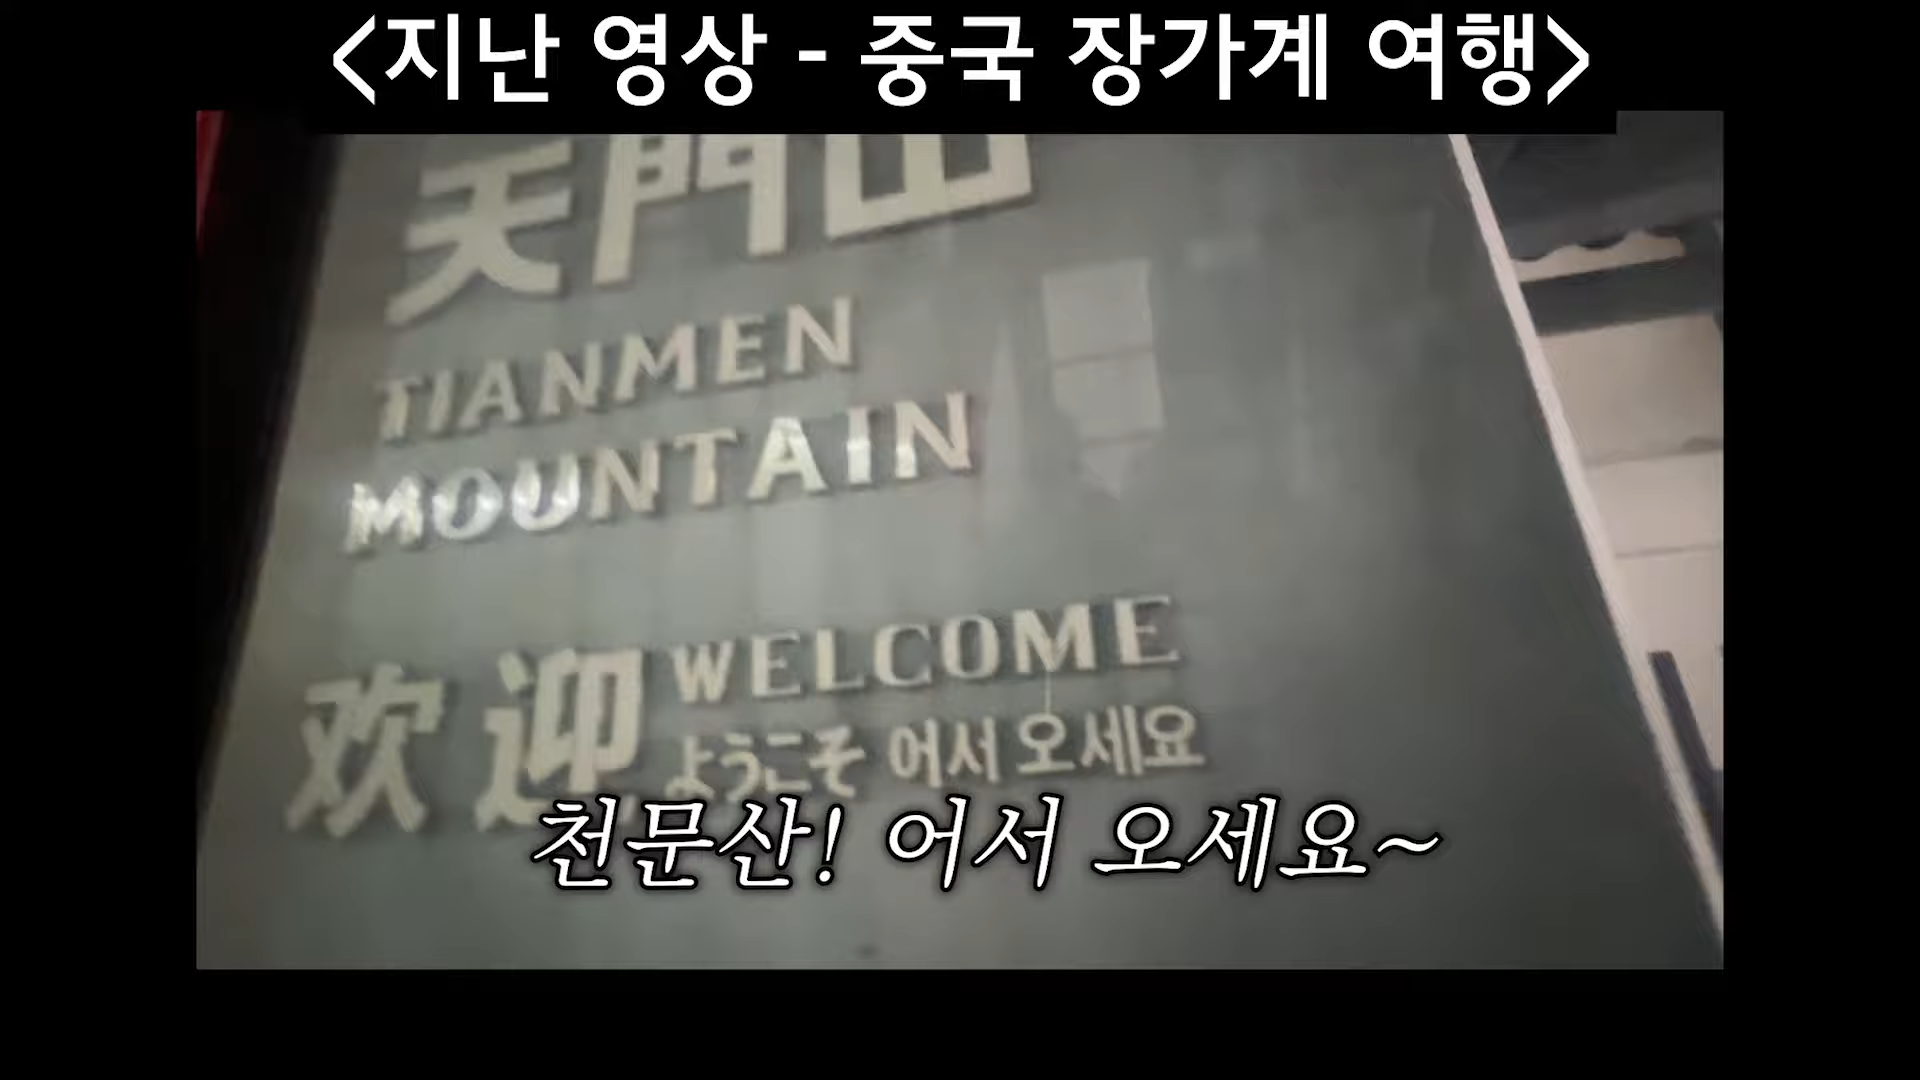 <지난 영상 - 중국 장가계 여행>
天門山
TIANMEN
MOUNTAIN
欢迎 WELCOME
ようこそ 어서 오세요
천문산! 어서 오세요~